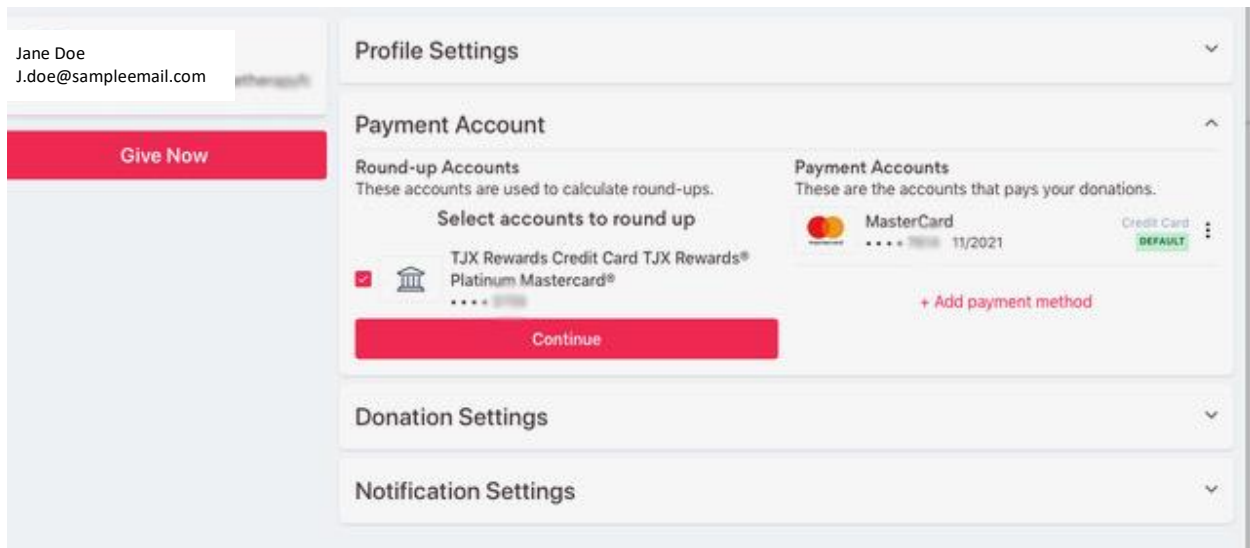 Jane Doe
J.doe@sampleemail.com
Give Now
Profile Settings
Payment Account
Round-up Accounts
These accounts are used to calculate round-ups.
Select accounts to round up
TJX Rewards Credit Card TJX Rewards®
Platinum Mastercard®
••••
Continue
Payment Accounts
These are the accounts that pays your donations.
MasterCard
Credit Card
•••• 11/2021
DEFAULT
+ Add payment method
Donation Settings
Notification Settings